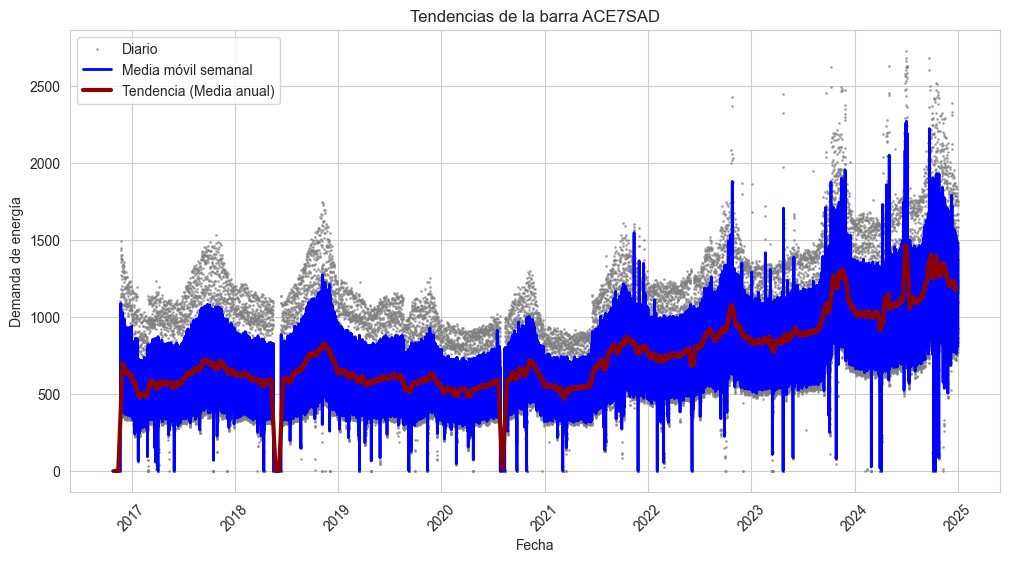 Tendencias de la barra ACE7SAD
Diario
Media móvil semanal
Tendencia (Media anual)
Demanda de energía
2500
2000
1500
1000
500
0
2017
2018
2019
2020
2021
2022
2023
2024
2025
Fecha